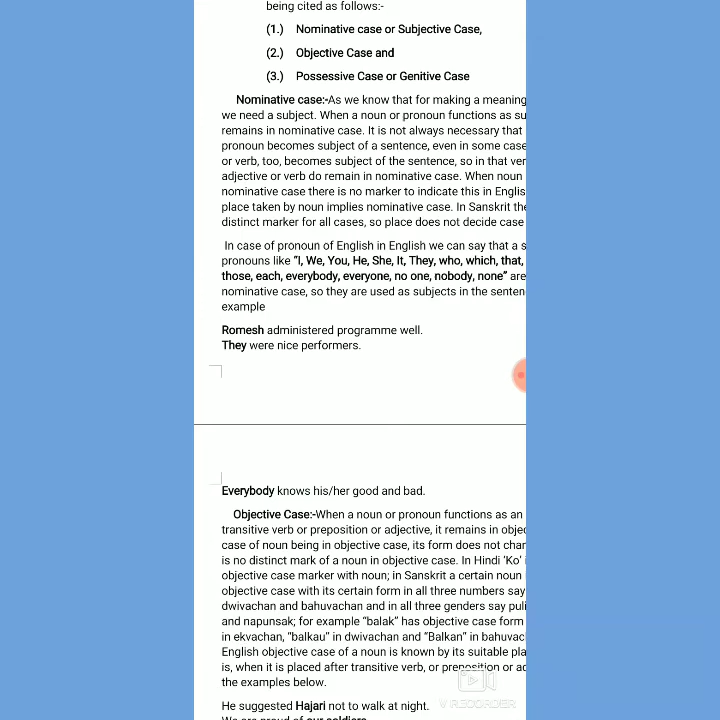 being cited as follows:-
(1.) Nominative case or Subjective Case,
(2.) Objective Case and
(3.) Possessive Case or Genitive Case
Nominative case:-As we know that for making a meaning
we need a subject. When a noun or pronoun functions as su
remains in nominative case. It is not always necessary that
pronoun becomes subject of a sentence, even in some case
or verb, too, becomes subject of the sentence, so in that ver
adjective or verb do remain in nominative case. When noun
nominative case there is no marker to indicate this in Englis
place taken by noun implies nominative case. In Sanskrit the
distinct marker for all cases, so place does not decide case
In case of pronoun of English in English we can say that a s
pronouns like “I, We, You, He, She, It, They, who, which, that,
those, each, everybody, everyone, no one, nobody, none” are
nominative case, so they are used as subjects in the senten
example
Romesh administered programme well.
They were nice performers.
Everybody knows his/her good and bad.
Objective Case:-When a noun or pronoun functions as an
transitive verb or preposition or adjective, it remains in objec
case of noun being in objective case, its form does not chan
is no distinct mark of a noun in objective case. In Hindi ‘Ko’ i
objective case marker with noun; in Sanskrit a certain noun
objective case with its certain form in all three numbers say
dwivachan and bahuvachan and in all three genders say puli
and napunsak; for example “balak” has objective case form
in ekvachan, “balkau” in dwivachan and “Balkan” in bahuvac
English objective case of a noun is known by its suitable pla
is, when it is placed after transitive verb, or preposition or ad
the examples below.
He suggested Hajari not to walk at night.
We are proud of our soldiers
V RECORDER